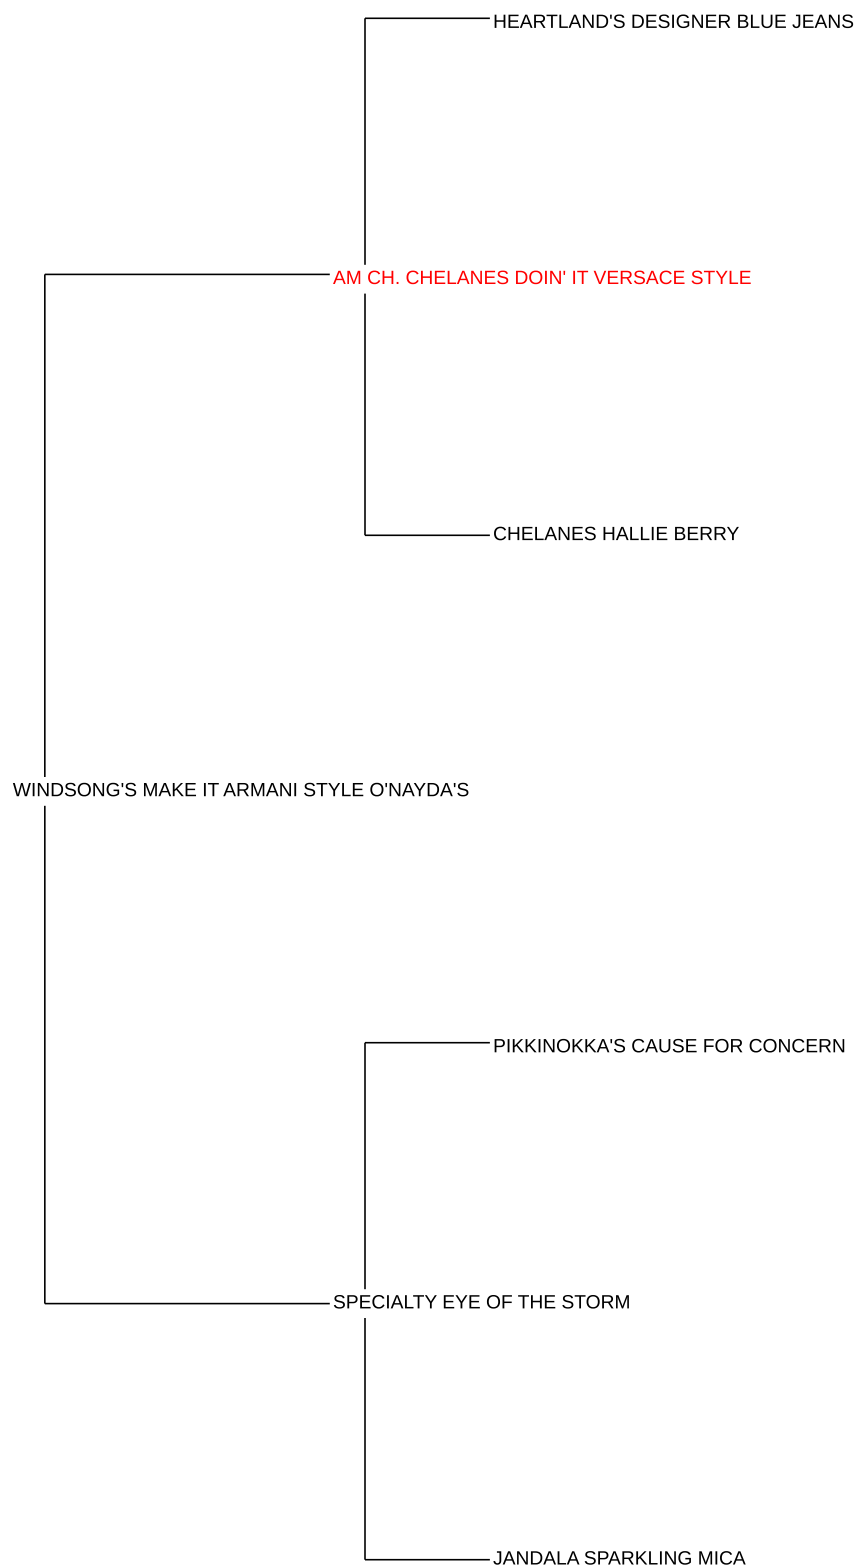 HEARTLAND'S DESIGNER BLUE JEANS
AM CH. CHELANES DOIN' IT VERSACE STYLE
CHELANES HALLIE BERRY
WINDSONG'S MAKE IT ARMANI STYLE O'NAYDA'S
PIKKINOKKA'S CAUSE FOR CONCERN
SPECIALTY EYE OF THE STORM
JANDALA SPARKLING MICA